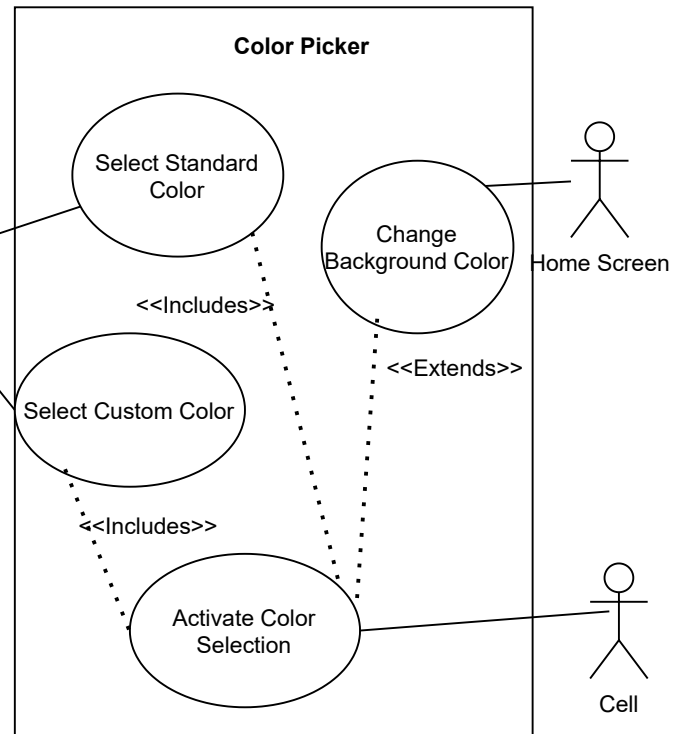 Color Picker
Select Standard
Color
Change
Background Color
Home Screen
<<Includes>>
<<Extends>>
Select Custom Color
<<Includes>>
Activate Color
Selection
Cell